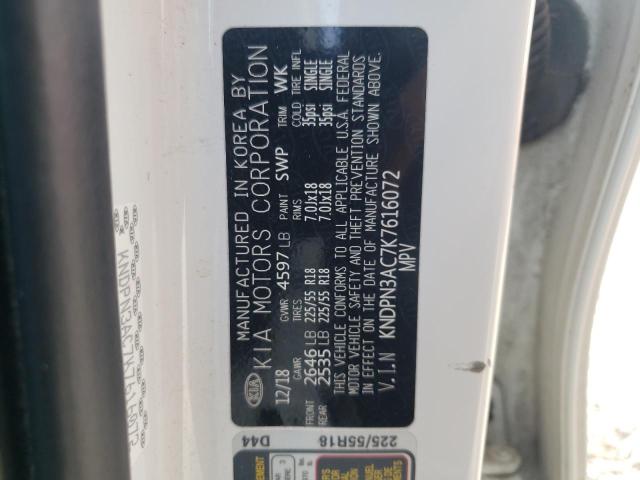 MANUFACTURED IN KOREA BY
KIA KIA MOTORS CORPORATION
12/18 GVWR 4597 LB PAINT SWP TRIM WK
GAWR TIRES RIMS COLD TIRE INFL
FRONT 2646 LB 225/55 R18 7.0Jx18 35psi SINGLE
REAR 2535 LB 225/55 R18 7.0Jx18 35psi SINGLE
THIS VEHICLE CONFORMS TO ALL APPLICABLE U.S.A. FEDERAL
MOTOR VEHICLE SAFETY AND THEFT PREVENTION STANDARDS
IN EFFECT ON THE DATE OF MANUFACTURE SHOWN ABOVE.
V.I.N KNDPN3AC7K7616072
MPV
D44 225/55R18